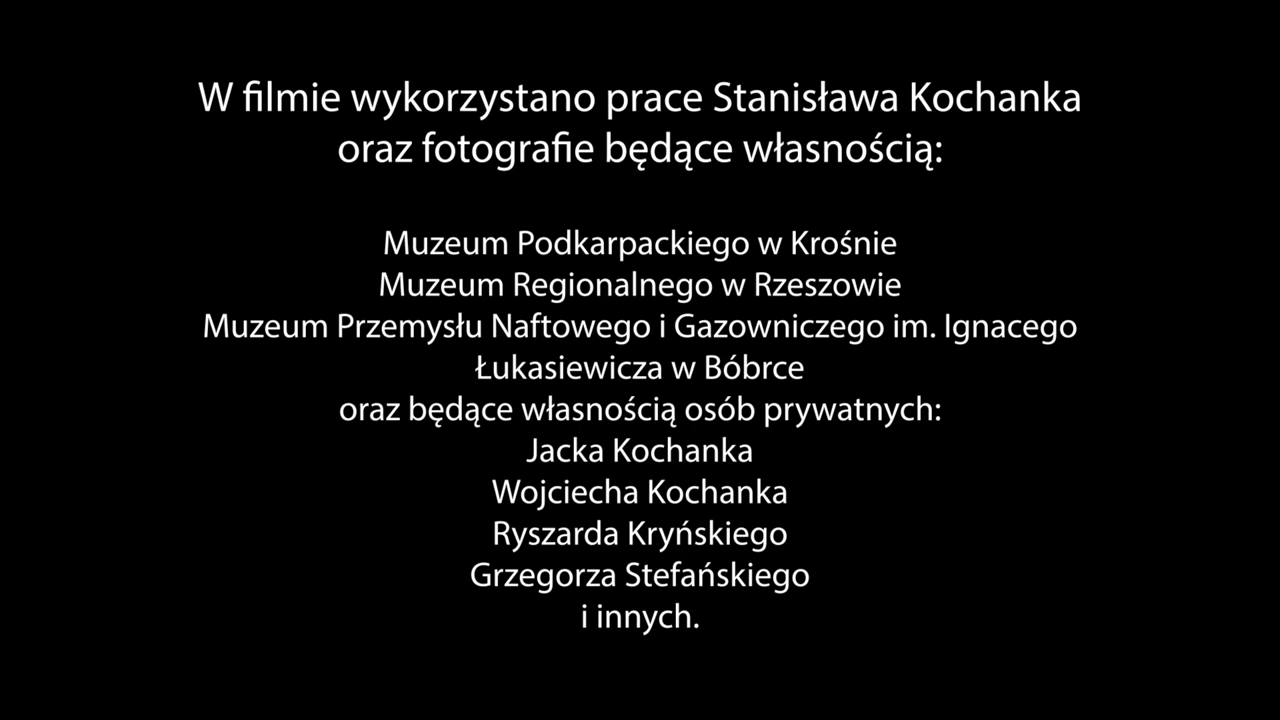 W filmie wykorzystano prace Stanisława Kochanka
oraz fotografie będące własnością:
Muzeum Podkarpackiego w Krośnie
Muzeum Regionalnego w Rzeszowie
Muzeum Przemysłu Naftowego i Gazowniczego im. Ignacego
Łukasiewicza w Bóbrce
oraz będące własnością osób prywatnych:
Jacka Kochanka
Wojciecha Kochanka
Ryszarda Kryńskiego
Grzegorza Stefańskiego
i innych.